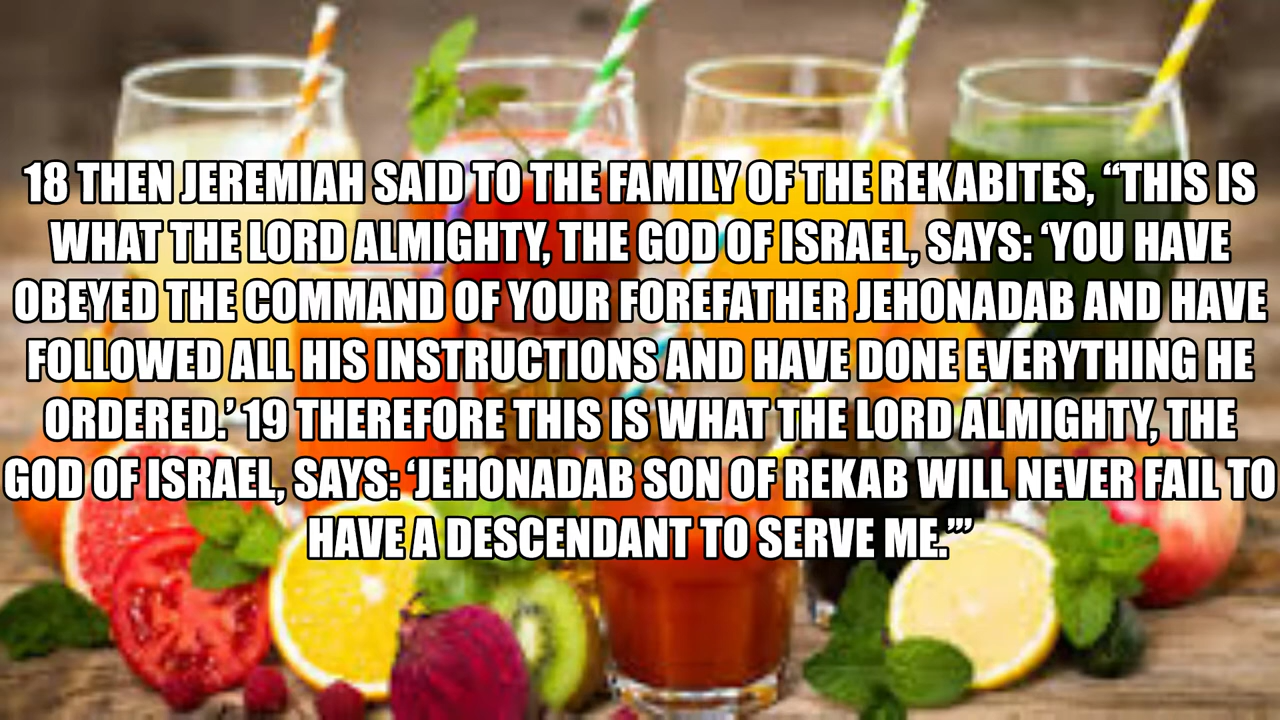 18 THEN JEREMIAH SAID TO THE FAMILY OF THE REKABITES, “THIS IS
WHAT THE LORD ALMIGHTY, THE GOD OF ISRAEL, SAYS: ‘YOU HAVE
OBEYED THE COMMAND OF YOUR FOREFATHER JEHONADAB AND HAVE
FOLLOWED ALL HIS INSTRUCTIONS AND HAVE DONE EVERYTHING HE
ORDERED.’ 19 THEREFORE THIS IS WHAT THE LORD ALMIGHTY, THE
GOD OF ISRAEL, SAYS: ‘JEHONADAB SON OF REKAB WILL NEVER FAIL TO
HAVE A DESCENDANT TO SERVE ME.’”